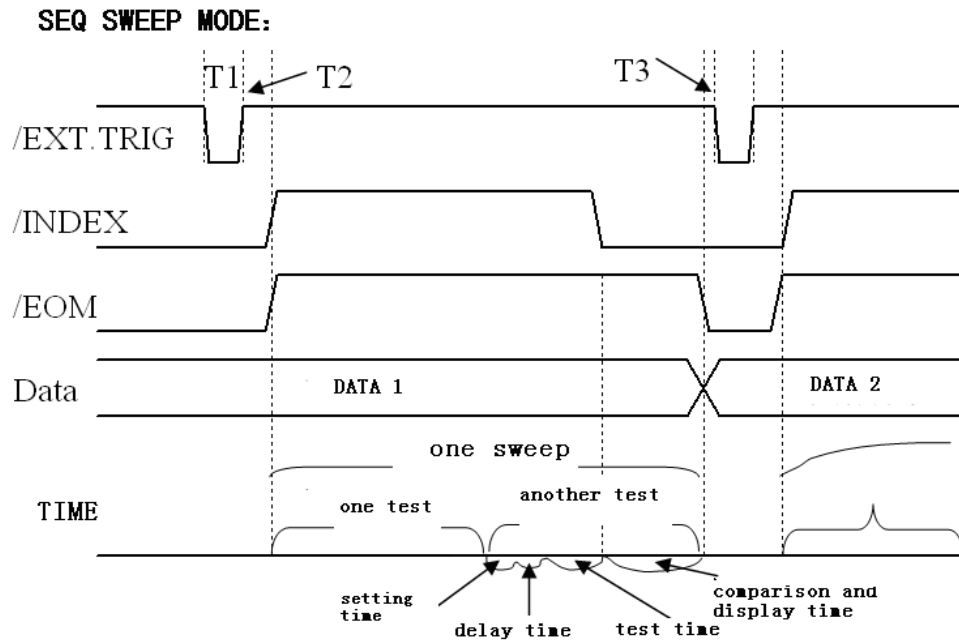 SEQ SWEEP MODE:
T1
T2
T3
/EXT.TRIG
/INDEX
/EOM
Data
DATA 1
DATA 2
one sweep
TIME
one test
another test
setting
time
delay time
test time
comparison and
display time